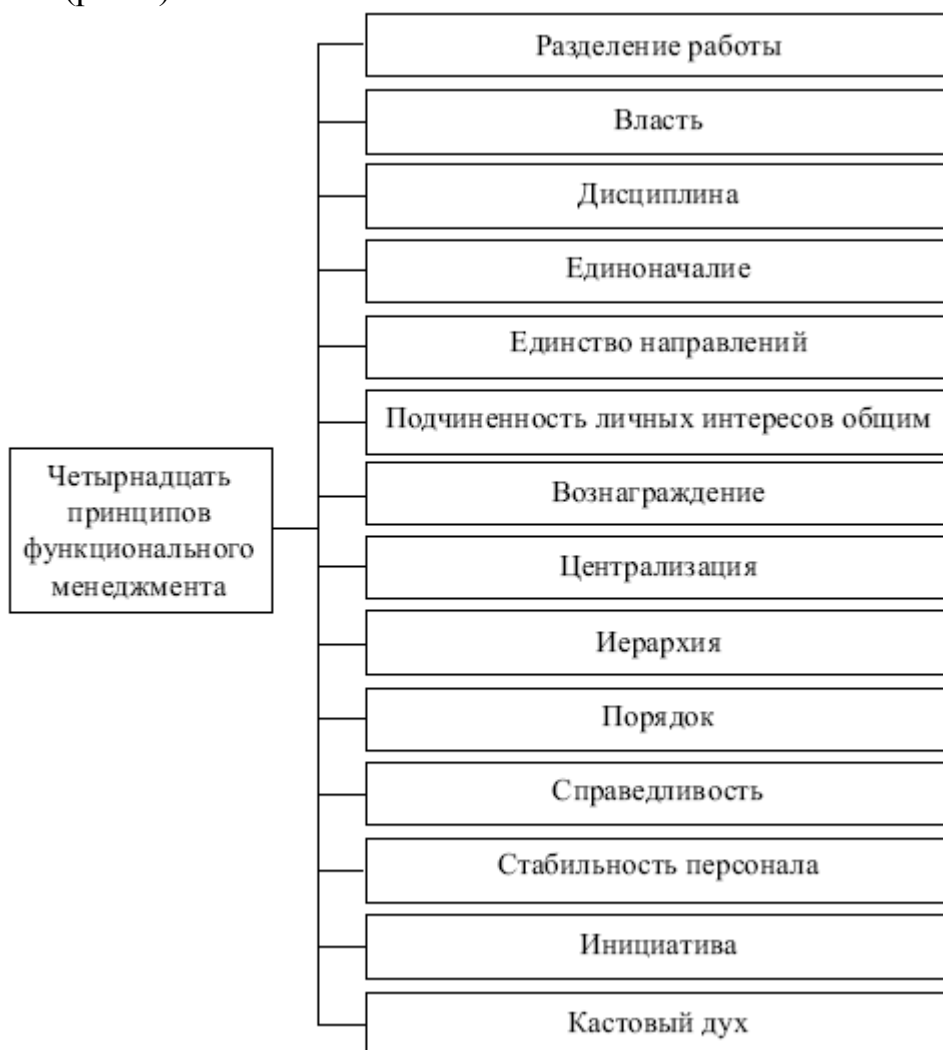 Разделение работы
Власть
Дисциплина
Единоначалие
Единство направлений
Подчиненность личных интересов общим
Четырнадцать
принципов
функционального
менеджмента
Вознаграждение
Централизация
Иерархия
Порядок
Справедливость
Стабильность персонала
Инициатива
Кастовый дух